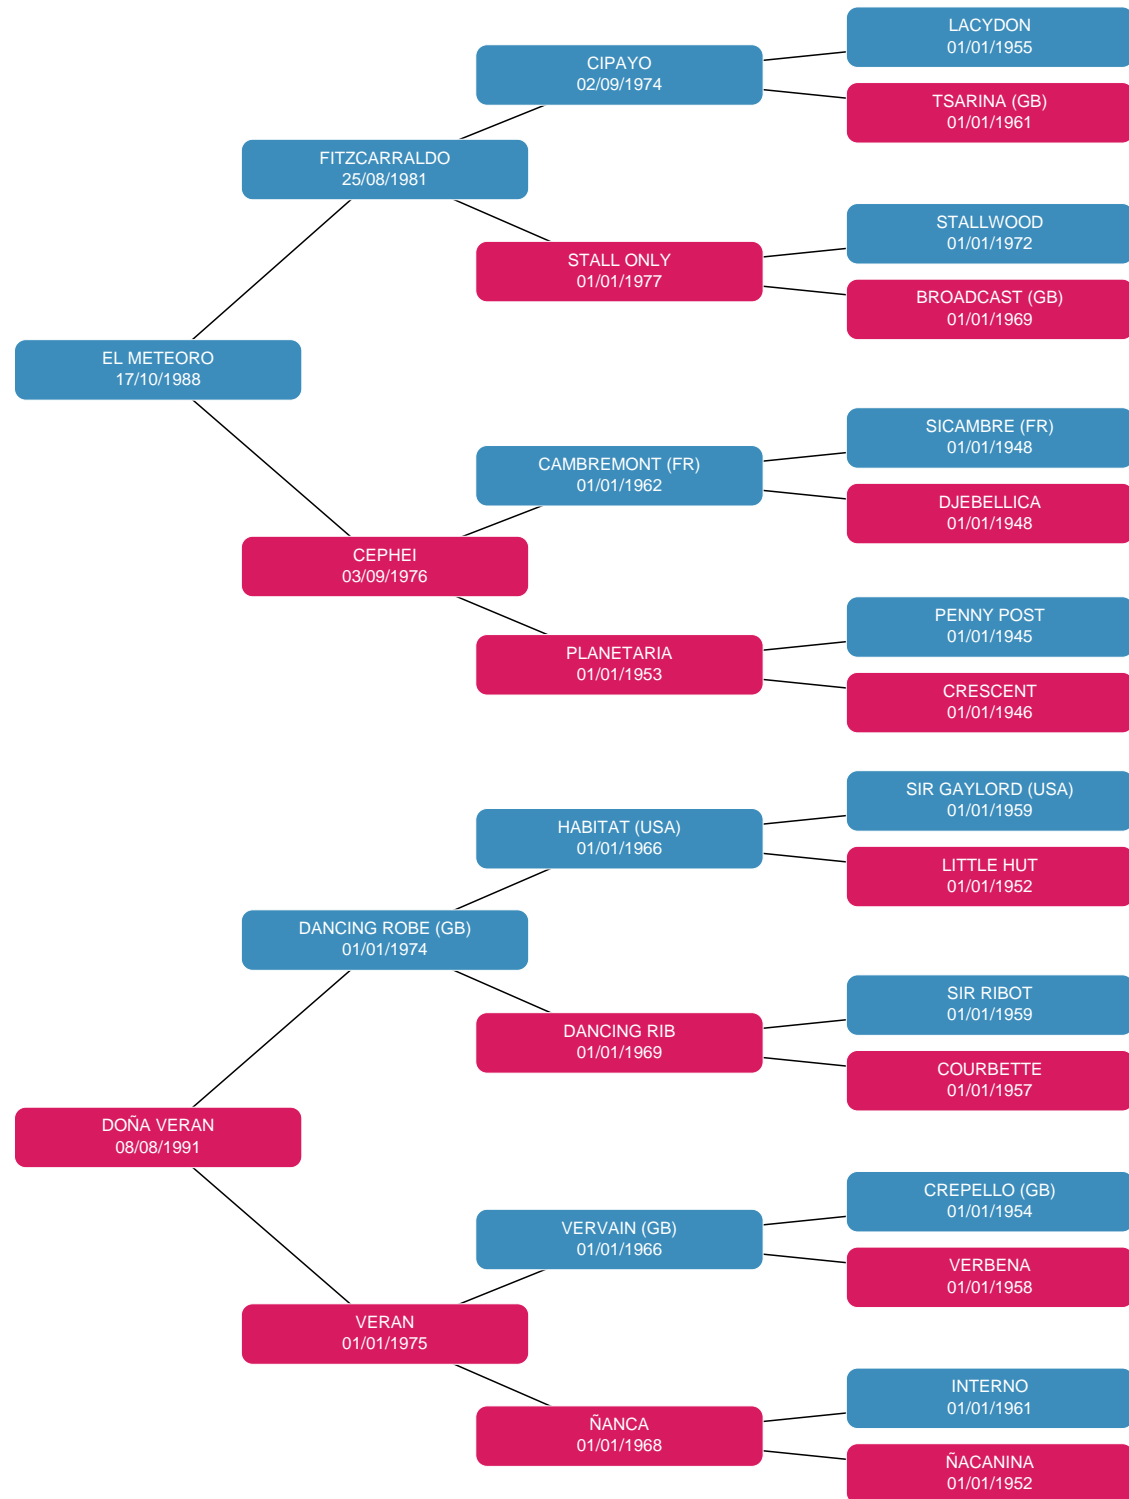 LACYDON
01/01/1955
CIPAYO
02/09/1974
TSARINA (GB)
01/01/1961
FITZCARRALDO
25/08/1981
STALLWOOD
01/01/1972
STALL ONLY
01/01/1977
BROADCAST (GB)
01/01/1969
EL METEORO
17/10/1988
SICAMBRE (FR)
01/01/1948
CAMBREMONT (FR)
01/01/1962
DJEBELLICA
01/01/1948
CEPHEI
03/09/1976
PENNY POST
01/01/1945
PLANETARIA
01/01/1953
CRESCENT
01/01/1946
SIR GAYLORD (USA)
01/01/1959
HABITAT (USA)
01/01/1966
LITTLE HUT
01/01/1952
DANCING ROBE (GB)
01/01/1974
SIR RIBOT
01/01/1959
DANCING RIB
01/01/1969
COURBETTE
01/01/1957
DOÑA VERAN
08/08/1991
CREPELLO (GB)
01/01/1954
VERVAIN (GB)
01/01/1966
VERBENA
01/01/1958
VERAN
01/01/1975
INTERNO
01/01/1961
ÑANCA
01/01/1968
ÑACANINA
01/01/1952